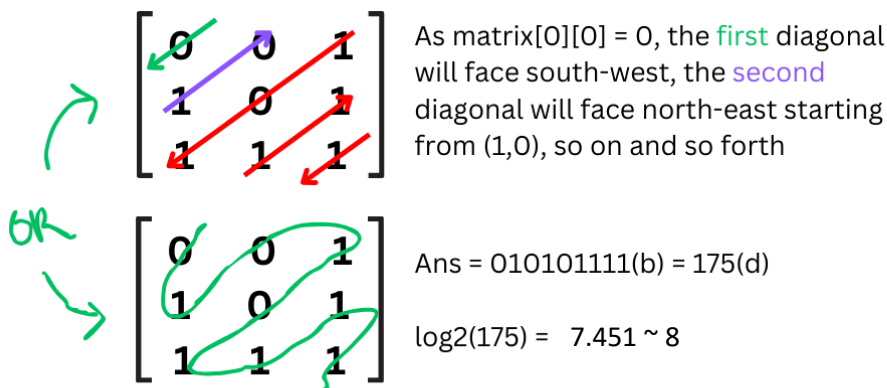 0 0 1
1 0 1
1 1 1
As matrix[0][0] = 0, the first diagonal
will face south-west, the second
diagonal will face north-east starting
from (1,0), so on and so forth
OR
0 0 1
1 0 1
1 1 1
Ans = 010101111(b) = 175(d)
log2(175) = 7.451 ~ 8